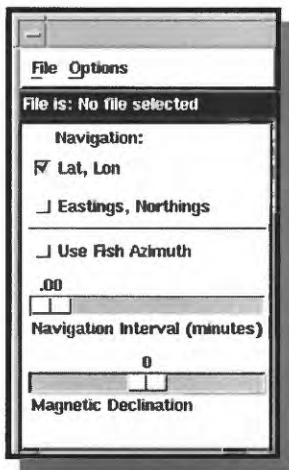 File Options
File is: No file selected
Navigation:
Lat, Lon
Eastings, Northings
Use Fish Azimuth
.00
Navigation Interval (minutes)
0
Magnetic Declination